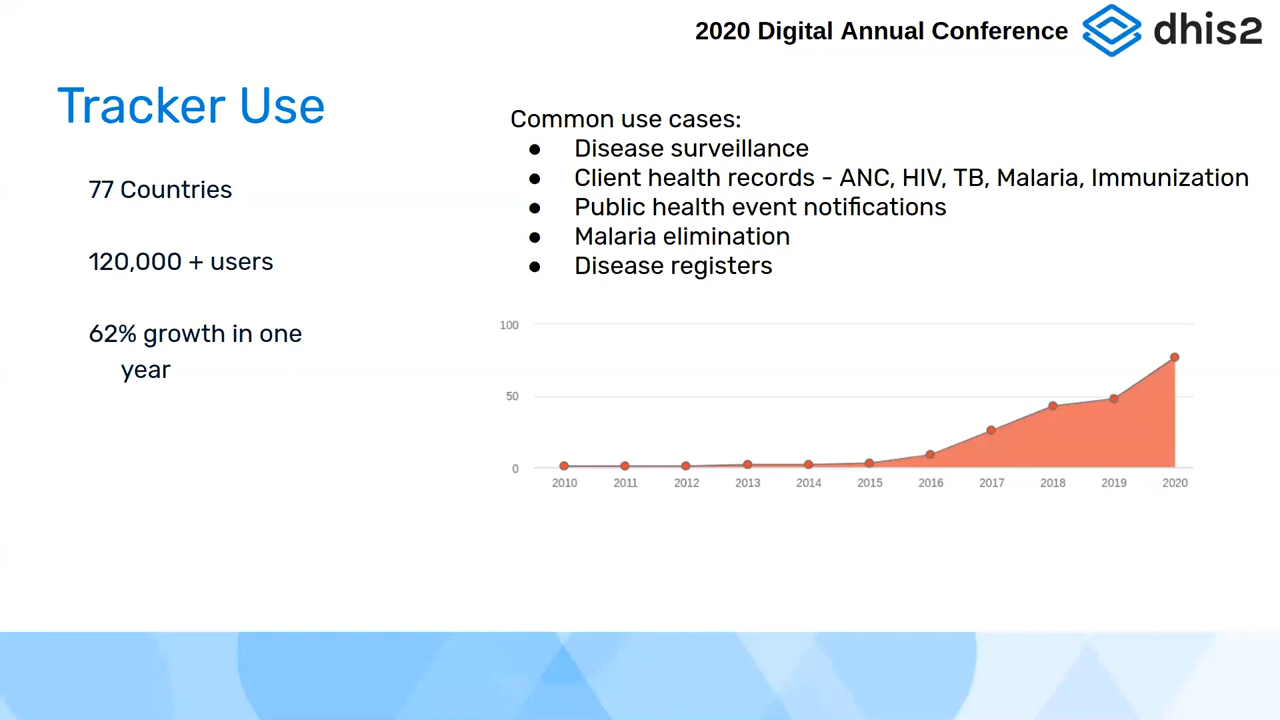 2020 Digital Annual Conference
dhis2
Tracker Use
77 Countries
120,000 + users
62% growth in one
year
Common use cases:
● Disease surveillance
● Client health records - ANC, HIV, TB, Malaria, Immunization
● Public health event notifications
● Malaria elimination
● Disease registers
100
50
0
2010 2011 2012 2013 2014 2015 2016 2017 2018 2019 2020